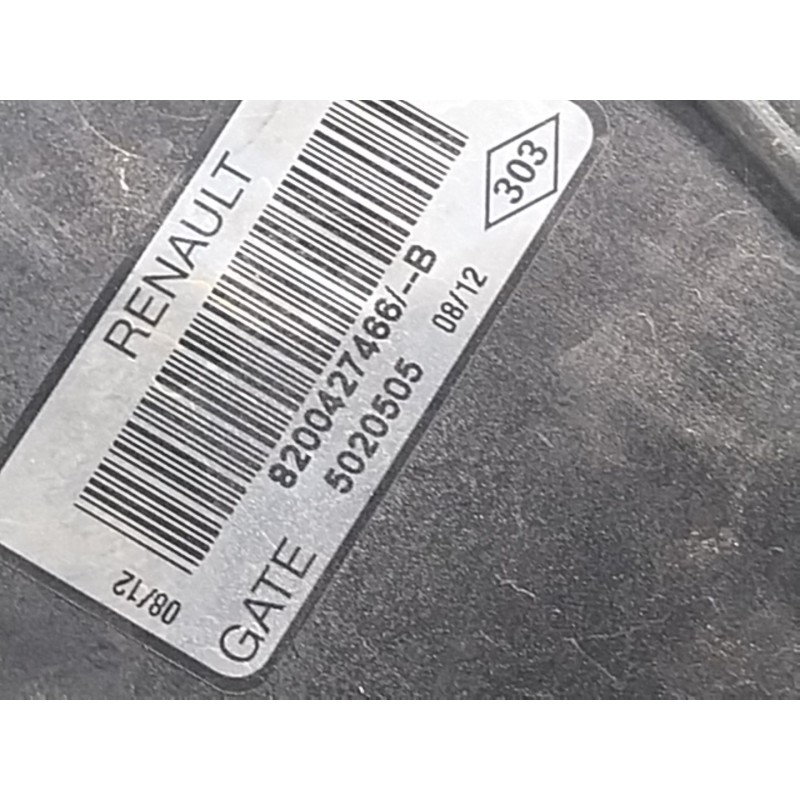 RENAULT
303
8200427466/--B
5020505
08/12
GATE
08/12